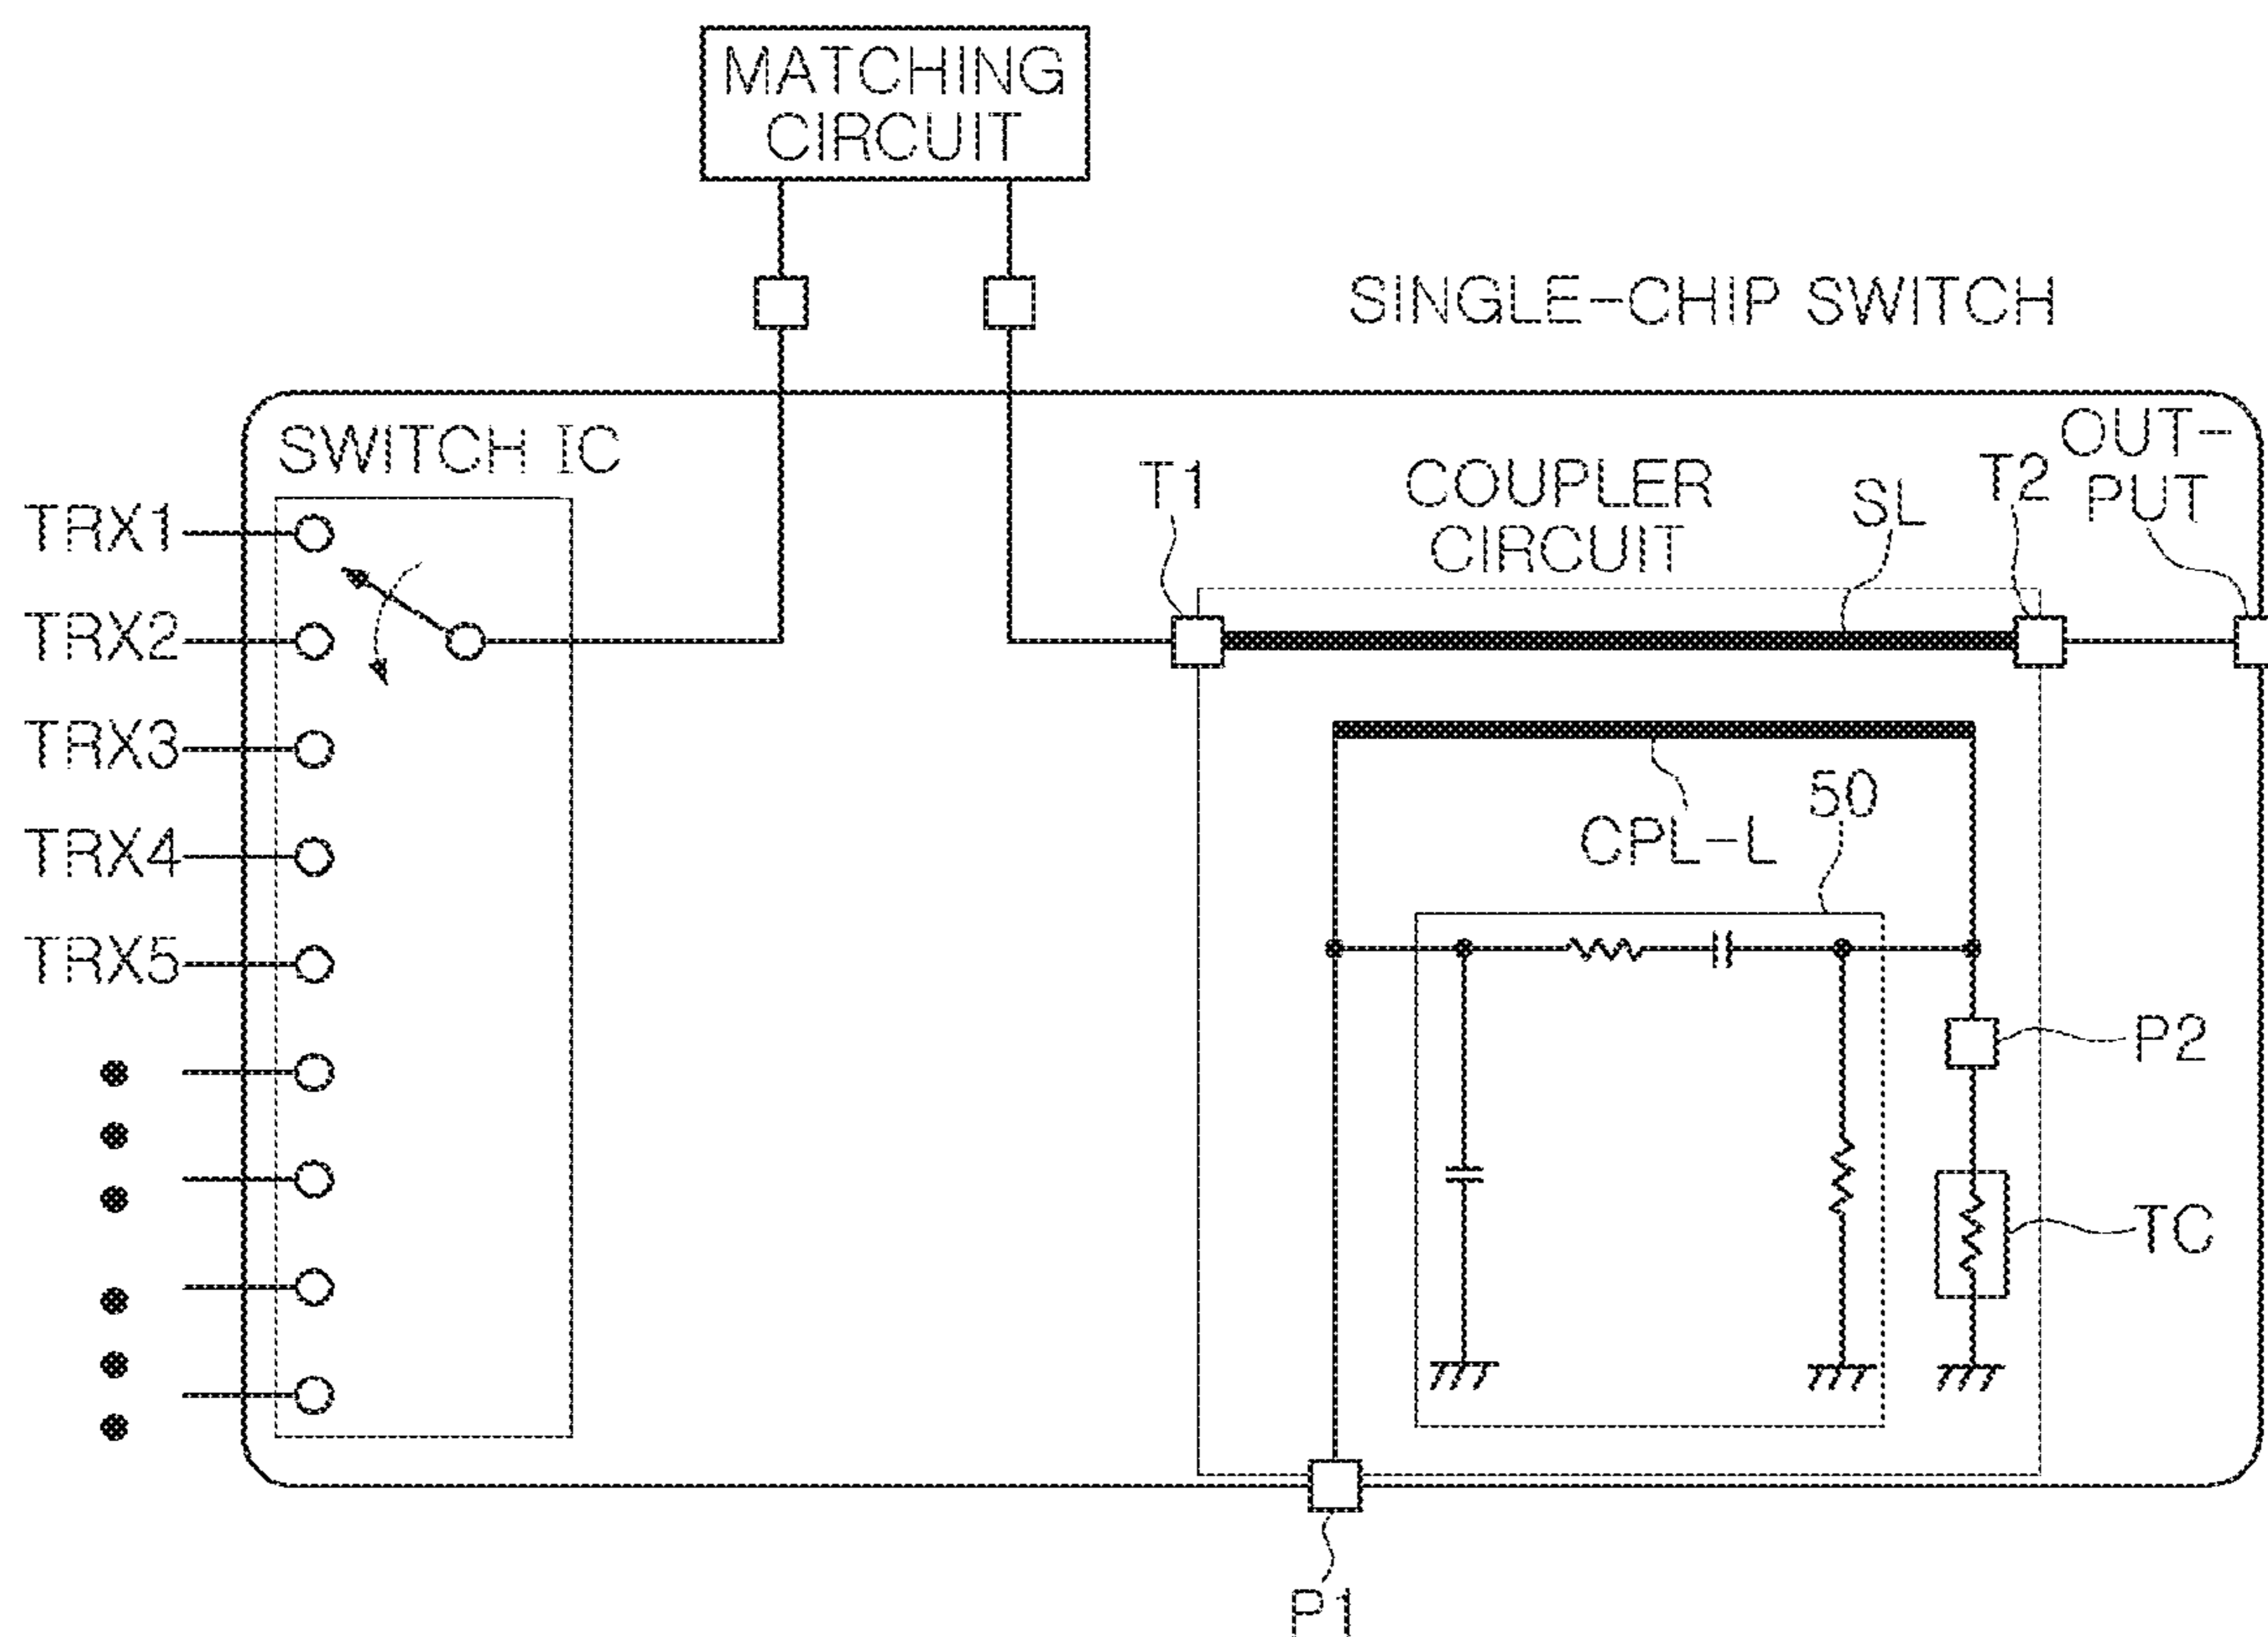 MATCHING
CIRCUIT
SINGLE-CHIP SWITCH
SWITCH IC
OUT-
PUT
T1
COUPLER
CIRCUIT
SL
T2
TRX1
TRX2
TRX3
TRX4
TRX5
CPL-L
50
P2
TC
P1